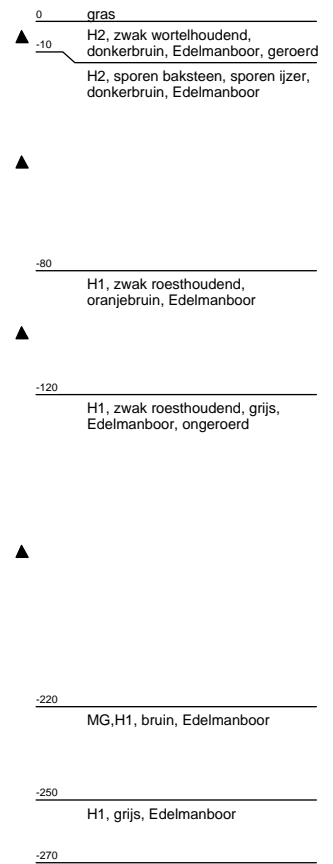 0 gras
H2, zwak wortelhoudend,
-10
donkerbruin, Edelmanboor, geroerd
H2, sporen baksteen, sporen ijzer,
donkerbruin, Edelmanboor
-80
H1, zwak roesthoudend,
oranjebruin, Edelmanboor
-120
H1, zwak roesthoudend, grijs,
Edelmanboor, ongeroerd
-220
MG,H1, bruin, Edelmanboor
-250
H1, grijs, Edelmanboor
-270